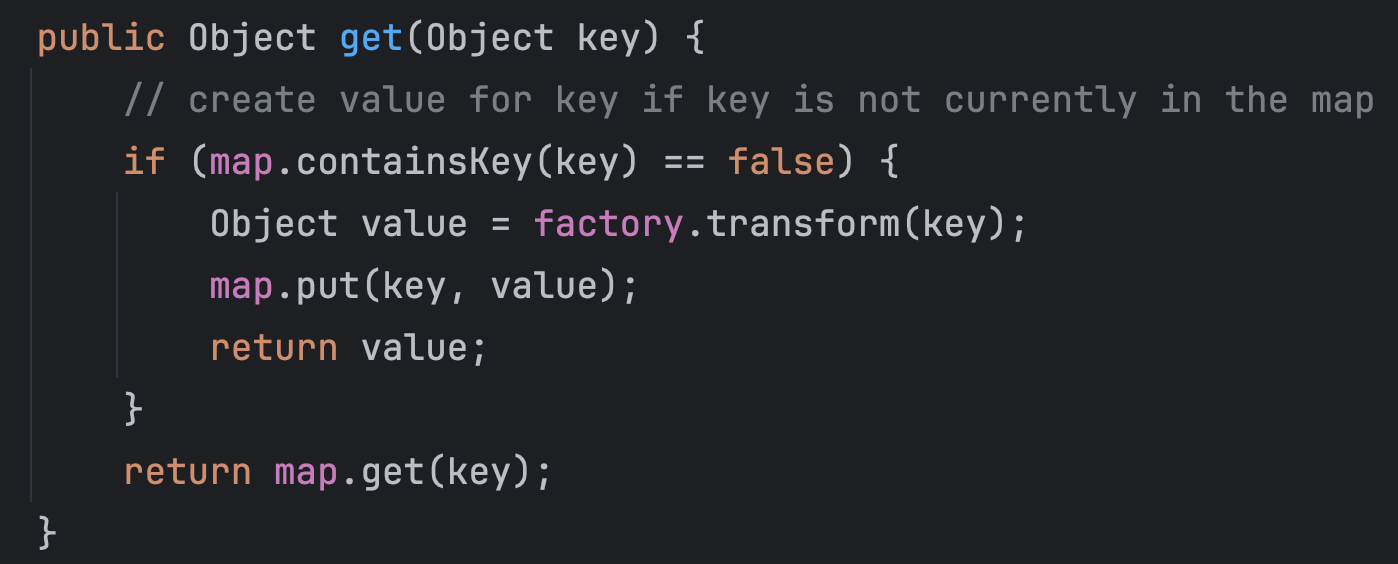 public Object get(Object key) {
    // create value for key if key is not currently in the map
    if (map.containsKey(key) == false) {
        Object value = factory.transform(key);
        map.put(key, value);
        return value;
    }
    return map.get(key);
}